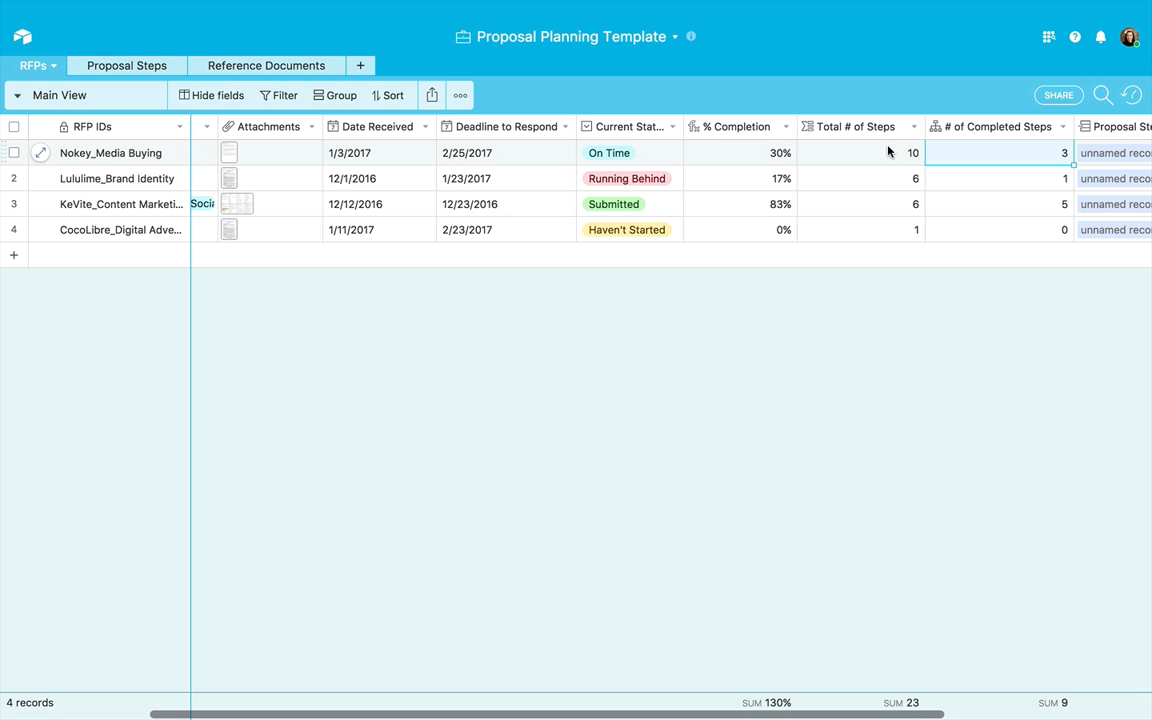 Proposal Planning Template
RFPs
Proposal Steps
Reference Documents
+
Main View
Hide fields
Filter
Group
Sort
SHARE
RFP IDs
Attachments
Date Received
Deadline to Respond
Current Stat...
% Completion
Total # of Steps
# of Completed Steps
Proposal Ste
Nokey_Media Buying
1/3/2017
2/25/2017
On Time
30%
10
3
unnamed reco
2
Lululime_Brand Identity
12/1/2016
1/23/2017
Running Behind
17%
6
1
unnamed reco
3
KeVite_Content Marketi...
Socia
12/12/2016
12/23/2016
Submitted
83%
6
5
unnamed reco
4
CocoLibre_Digital Adve...
1/11/2017
2/23/2017
Haven't Started
0%
1
0
unnamed reco
+
4 records
SUM 130%
SUM 23
SUM 9